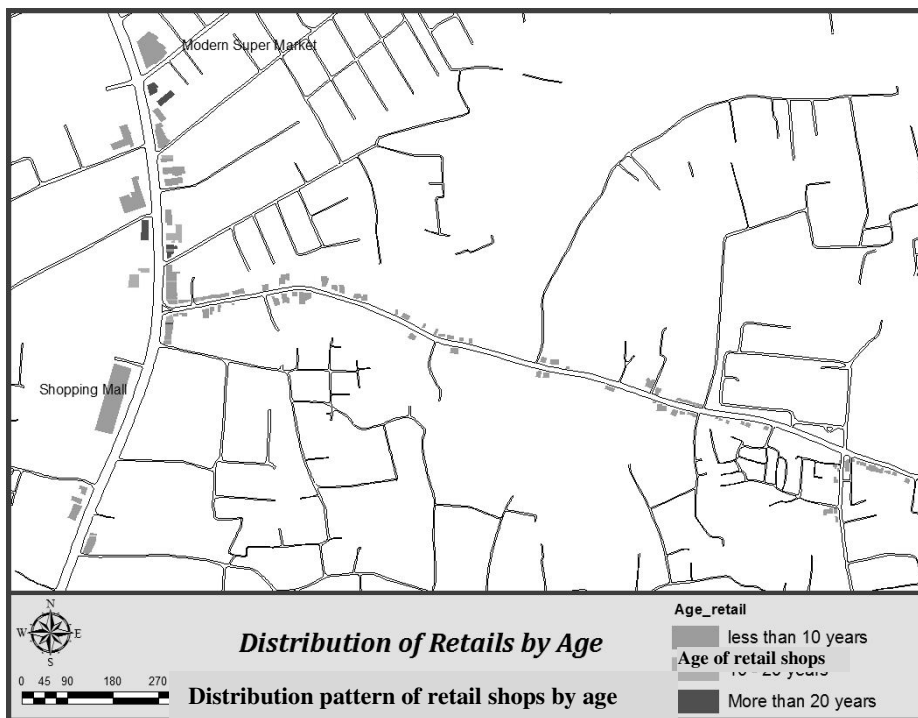 Modern Super Market
Shopping Mall
N
W E
S
0 45 90 180 270
Distribution of Retails by Age
Distribution pattern of retail shops by age
Age_retail
less than 10 years
Age of retail shops
years
More than 20 years